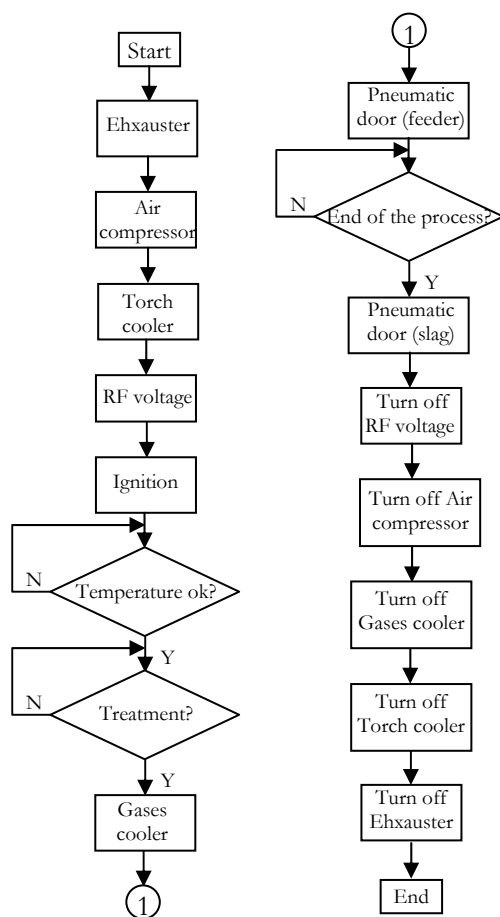 Start
Ehxauster
Air
compressor
Torch
cooler
RF voltage
Ignition
N
Temperature ok?
Y
N
Treatment?
Y
Gases
cooler
1
1
Pneumatic
door (feeder)
N
End of the process?
Y
Pneumatic
door (slag)
Turn off
RF voltage
Turn off Air
compressor
Turn off
Gases cooler
Turn off
Torch cooler
Turn off
Ehxauster
End